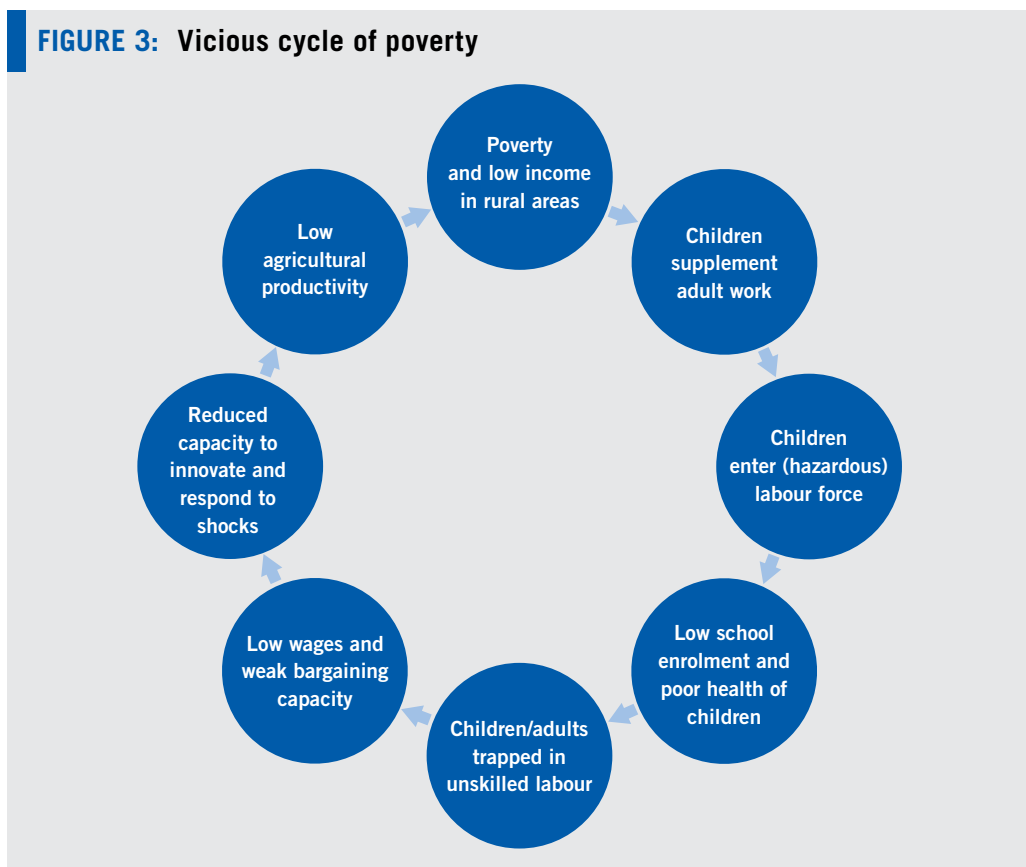 FIGURE 3: Vicious cycle of poverty
Poverty
and low income
in rural areas
Children
supplement
adult work
Children
enter (hazardous)
labour force
Low school
enrolment and
poor health of
children
Children/adults
trapped in
unskilled labour
Low wages and
weak bargaining
capacity
Reduced
capacity to
innovate and
respond to
shocks
Low
agricultural
productivity